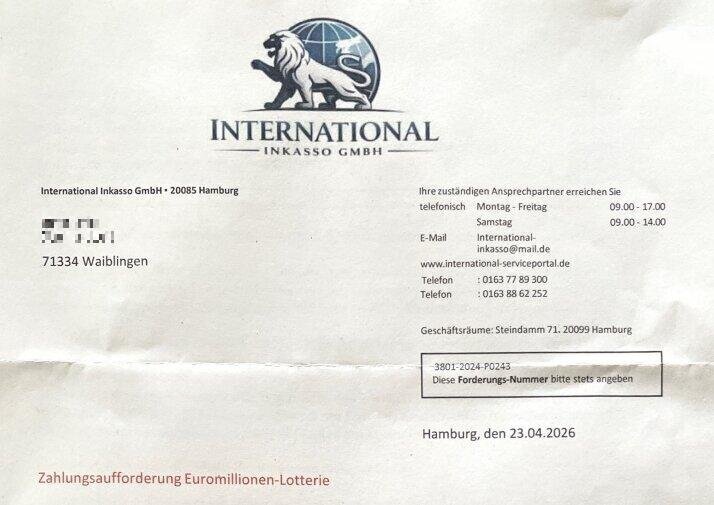 INTERNATIONAL
INKASSO GMBH
International Inkasso GmbH • 20085 Hamburg
71334 Waiblingen
Ihre zuständigen Ansprechpartner erreichen Sie
telefonisch Montag - Freitag 09.00 - 17.00
Samstag 09.00 - 14.00
E-Mail International-
inkasso@mail.de
www.international-serviceportal.de
Telefon : 0163 77 89 300
Telefon : 0163 88 62 252
Geschäftsräume: Steindamm 71. 20099 Hamburg
3801-2024-P0243
Diese Forderungs-Nummer bitte stets angeben
Hamburg, den 23.04.2026
Zahlungsaufforderung Euromillionen-Lotterie